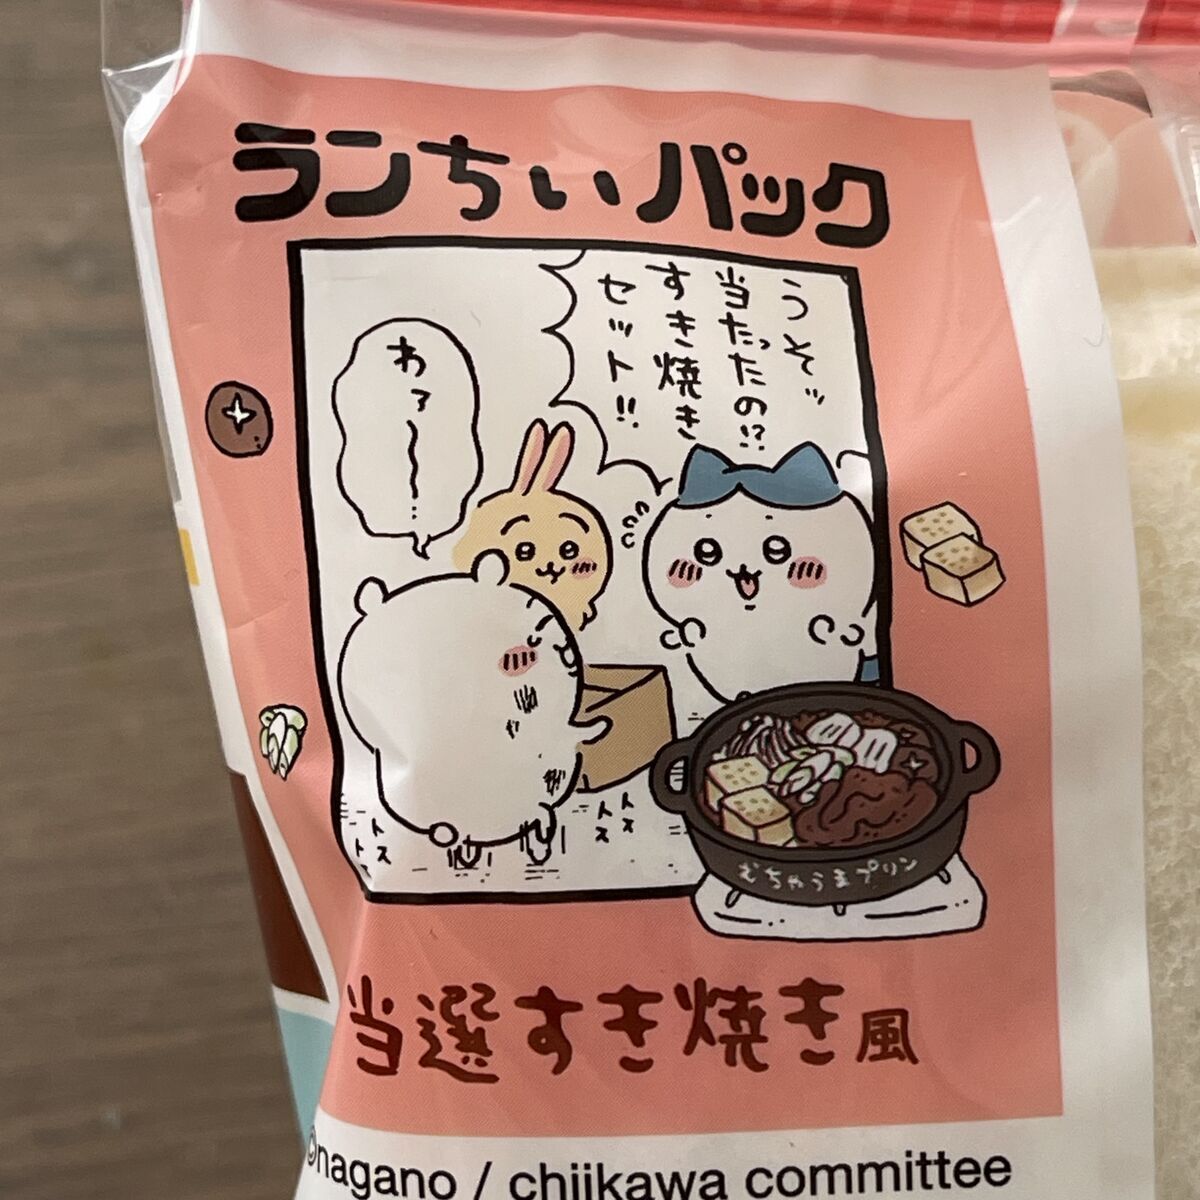 ランちぃパック
うそッ
当たったの!?
すき焼き
セット!!
わァ〜〜…
トス
トス
トス
トス
むちゃうまプリン
当選すき焼き風
©nagano / chiikawa committee